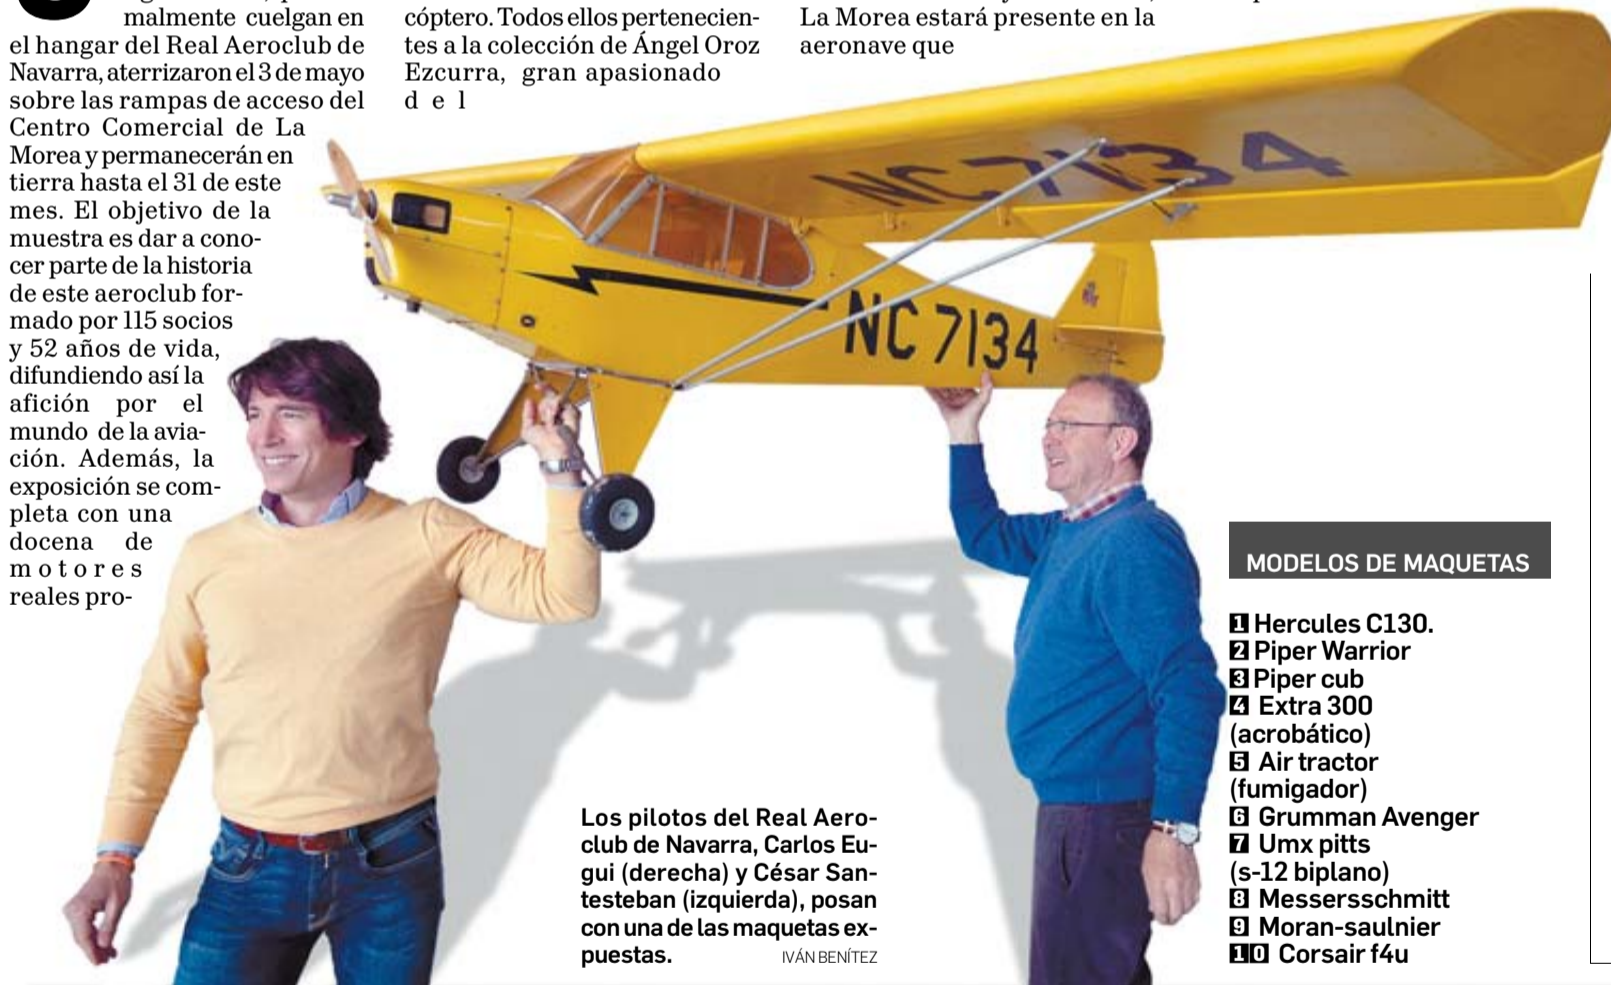 malmente cuelgan en
el hangar del Real Aeroclub de
Navarra, aterrizaron el 3 de mayo
sobre las rampas de acceso del
Centro Comercial de La
Morea y permanecerán en
tierra hasta el 31 de este
mes. El objetivo de la
muestra es dar a cono-
cer parte de la historia
de este aeroclub for-
mado por 115 socios
y 52 años de vida,
difundiendo así la
afición por el
mundo de la avia-
ción. Además, la
exposición se com-
pleta con una
docena de
motores
reales pro-
cóptero. Todos ellos pertenecien-
tes a la colección de Ángel Oroz
Ezcurra, gran apasionado
del
La Morea estará presente en la
aeronave que
NC7134
NC 7134
Los pilotos del Real Aero-
club de Navarra, Carlos Eu-
gui (derecha) y César San-
testeban (izquierda), posan
con una de las maquetas ex-
puestas. IVÁN BENÍTEZ
MODELOS DE MAQUETAS
1 Hercules C130.
2 Piper Warrior
3 Piper cub
4 Extra 300
(acrobático)
5 Air tractor
(fumigador)
6 Grumman Avenger
7 Umx pitts
(s-12 biplano)
8 Messersschmitt
9 Moran-saulnier
10 Corsair f4u